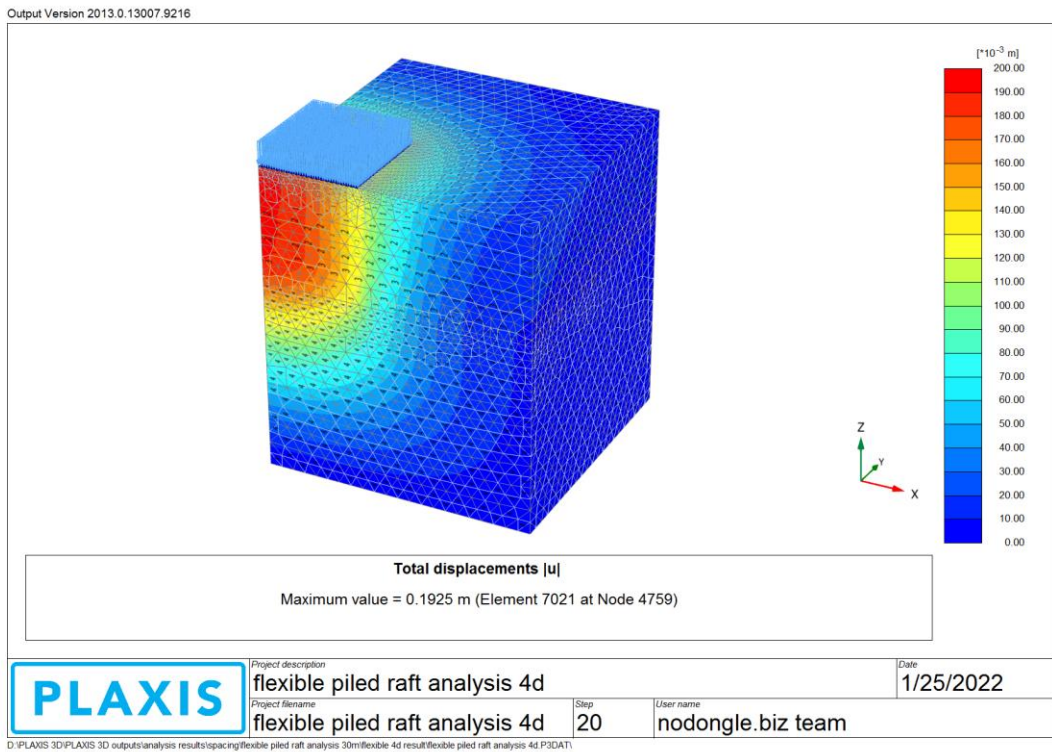 Output Version 2013.0.13007.9216
[*10⁻³ m]
200.00
190.00
180.00
170.00
160.00
150.00
140.00
130.00
120.00
110.00
100.00
90.00
80.00
70.00
60.00
50.00
40.00
30.00
20.00
10.00
0.00
Z
Y
X
Total displacements |u|
Maximum value = 0.1925 m (Element 7021 at Node 4759)
PLAXIS
Project description
flexible piled raft analysis 4d
Date
1/25/2022
Project filename
flexible piled raft analysis 4d
Step
20
User name
nodongle.biz team
D:\PLAXIS 3D\PLAXIS 3D outputs\analysis results\spacing\flexible piled raft analysis 30m\flexible 4d result\flexible piled raft analysis 4d.P3DAT\